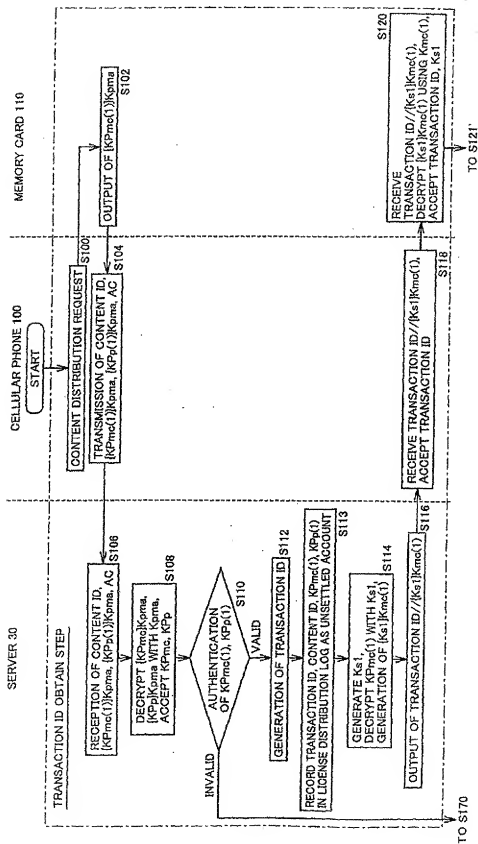 SERVER 30
CELLULAR PHONE 100
MEMORY CARD 110
TRANSACTION ID OBTAIN STEP
START
CONTENT DISTRIBUTION REQUEST
S100
OUTPUT OF {KPmc(1)}Kpma
S102
TRANSMISSION OF CONTENT ID,
{KPmc(1)}Kpma, {KPp(1)}Kpma, AC
S104
RECEPTION OF CONTENT ID,
{KPmc(1)}Kpma, {KPp(1)}Kpma, AC
S106
DECRYPT {KPmc}Kpma,
{KPp}Kpma WITH Kpma,
ACCEPT KPmc, KPp
S108
AUTHENTICATION
OF KPmc(1), KPp(1)
S110
INVALID
VALID
GENERATION OF TRANSACTION ID
S112
RECORD TRANSACTION ID, CONTENT ID, KPmc(1), KPp(1)
IN LICENSE DISTRIBUTION LOG AS UNSETTLED ACCOUNT
S113
GENERATE Ks1,
DECRYPT KPmc(1) WITH Ks1,
GENERATION OF [Ks1]Kmc(1)
S114
OUTPUT OF TRANSACTION ID//[Ks1]Kmc(1)
S116
RECEIVE TRANSACTION ID//[Ks1]Kmc(1),
ACCEPT TRANSACTION ID
S118
RECEIVE
TRANSACTION ID//[Ks1]Kmc(1),
DECRYPT [Ks1]Kmc(1) USING Kmc(1),
ACCEPT TRANSACTION ID, Ks1
S120
TO S170
TO S121'